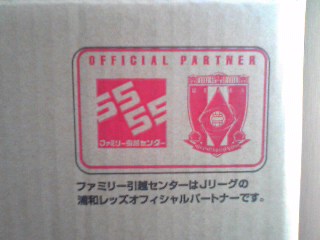 OFFICIAL PARTNER
ファミリー引越センター
REDS
ファミリー引越センターはJリーグの
浦和レッズオフィシャルパートナーです。